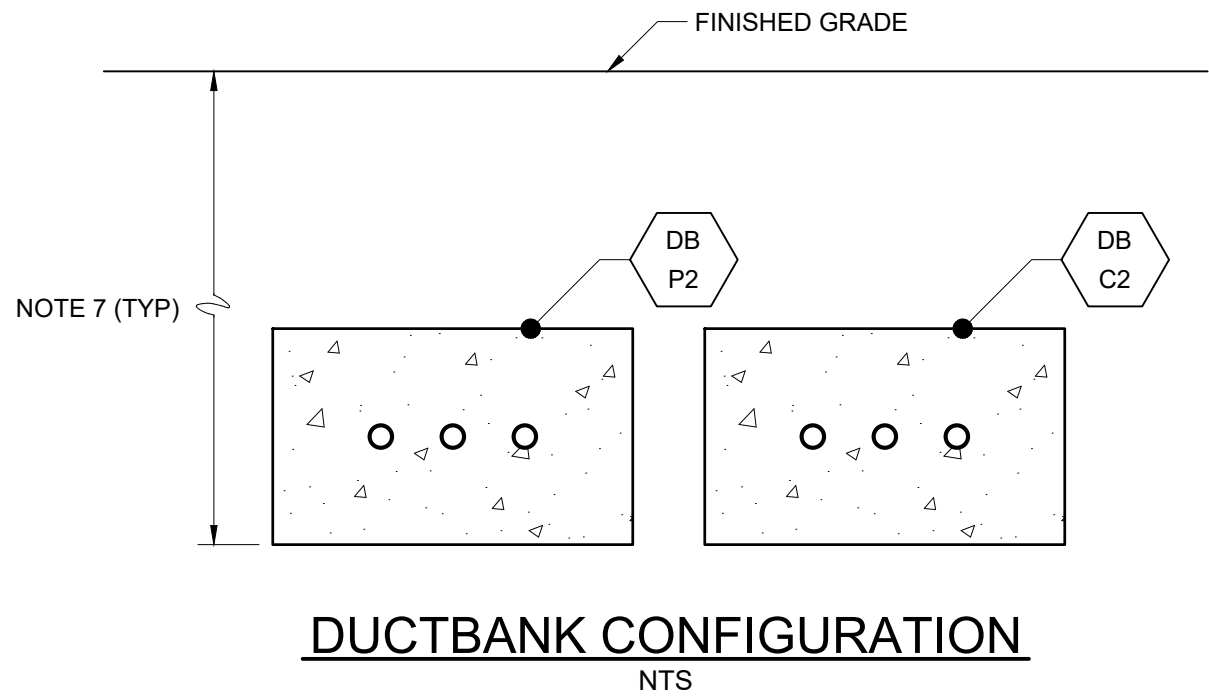 FINISHED GRADE
DB
P2
DB
C2
NOTE 7 (TYP)
DUCTBANK CONFIGURATION
NTS